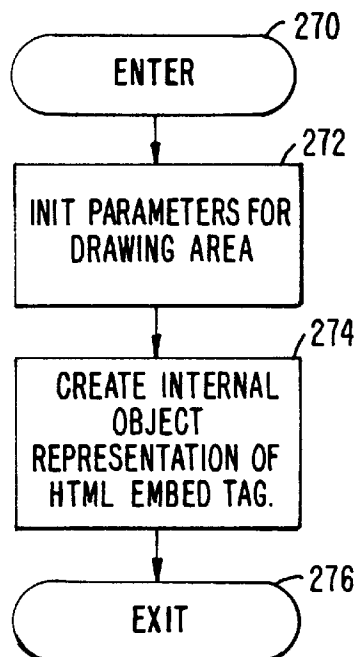 270
ENTER
272
INIT PARAMETERS FOR
DRAWING AREA
274
CREATE INTERNAL
OBJECT
REPRESENTATION OF
HTML EMBED TAG.
276
EXIT